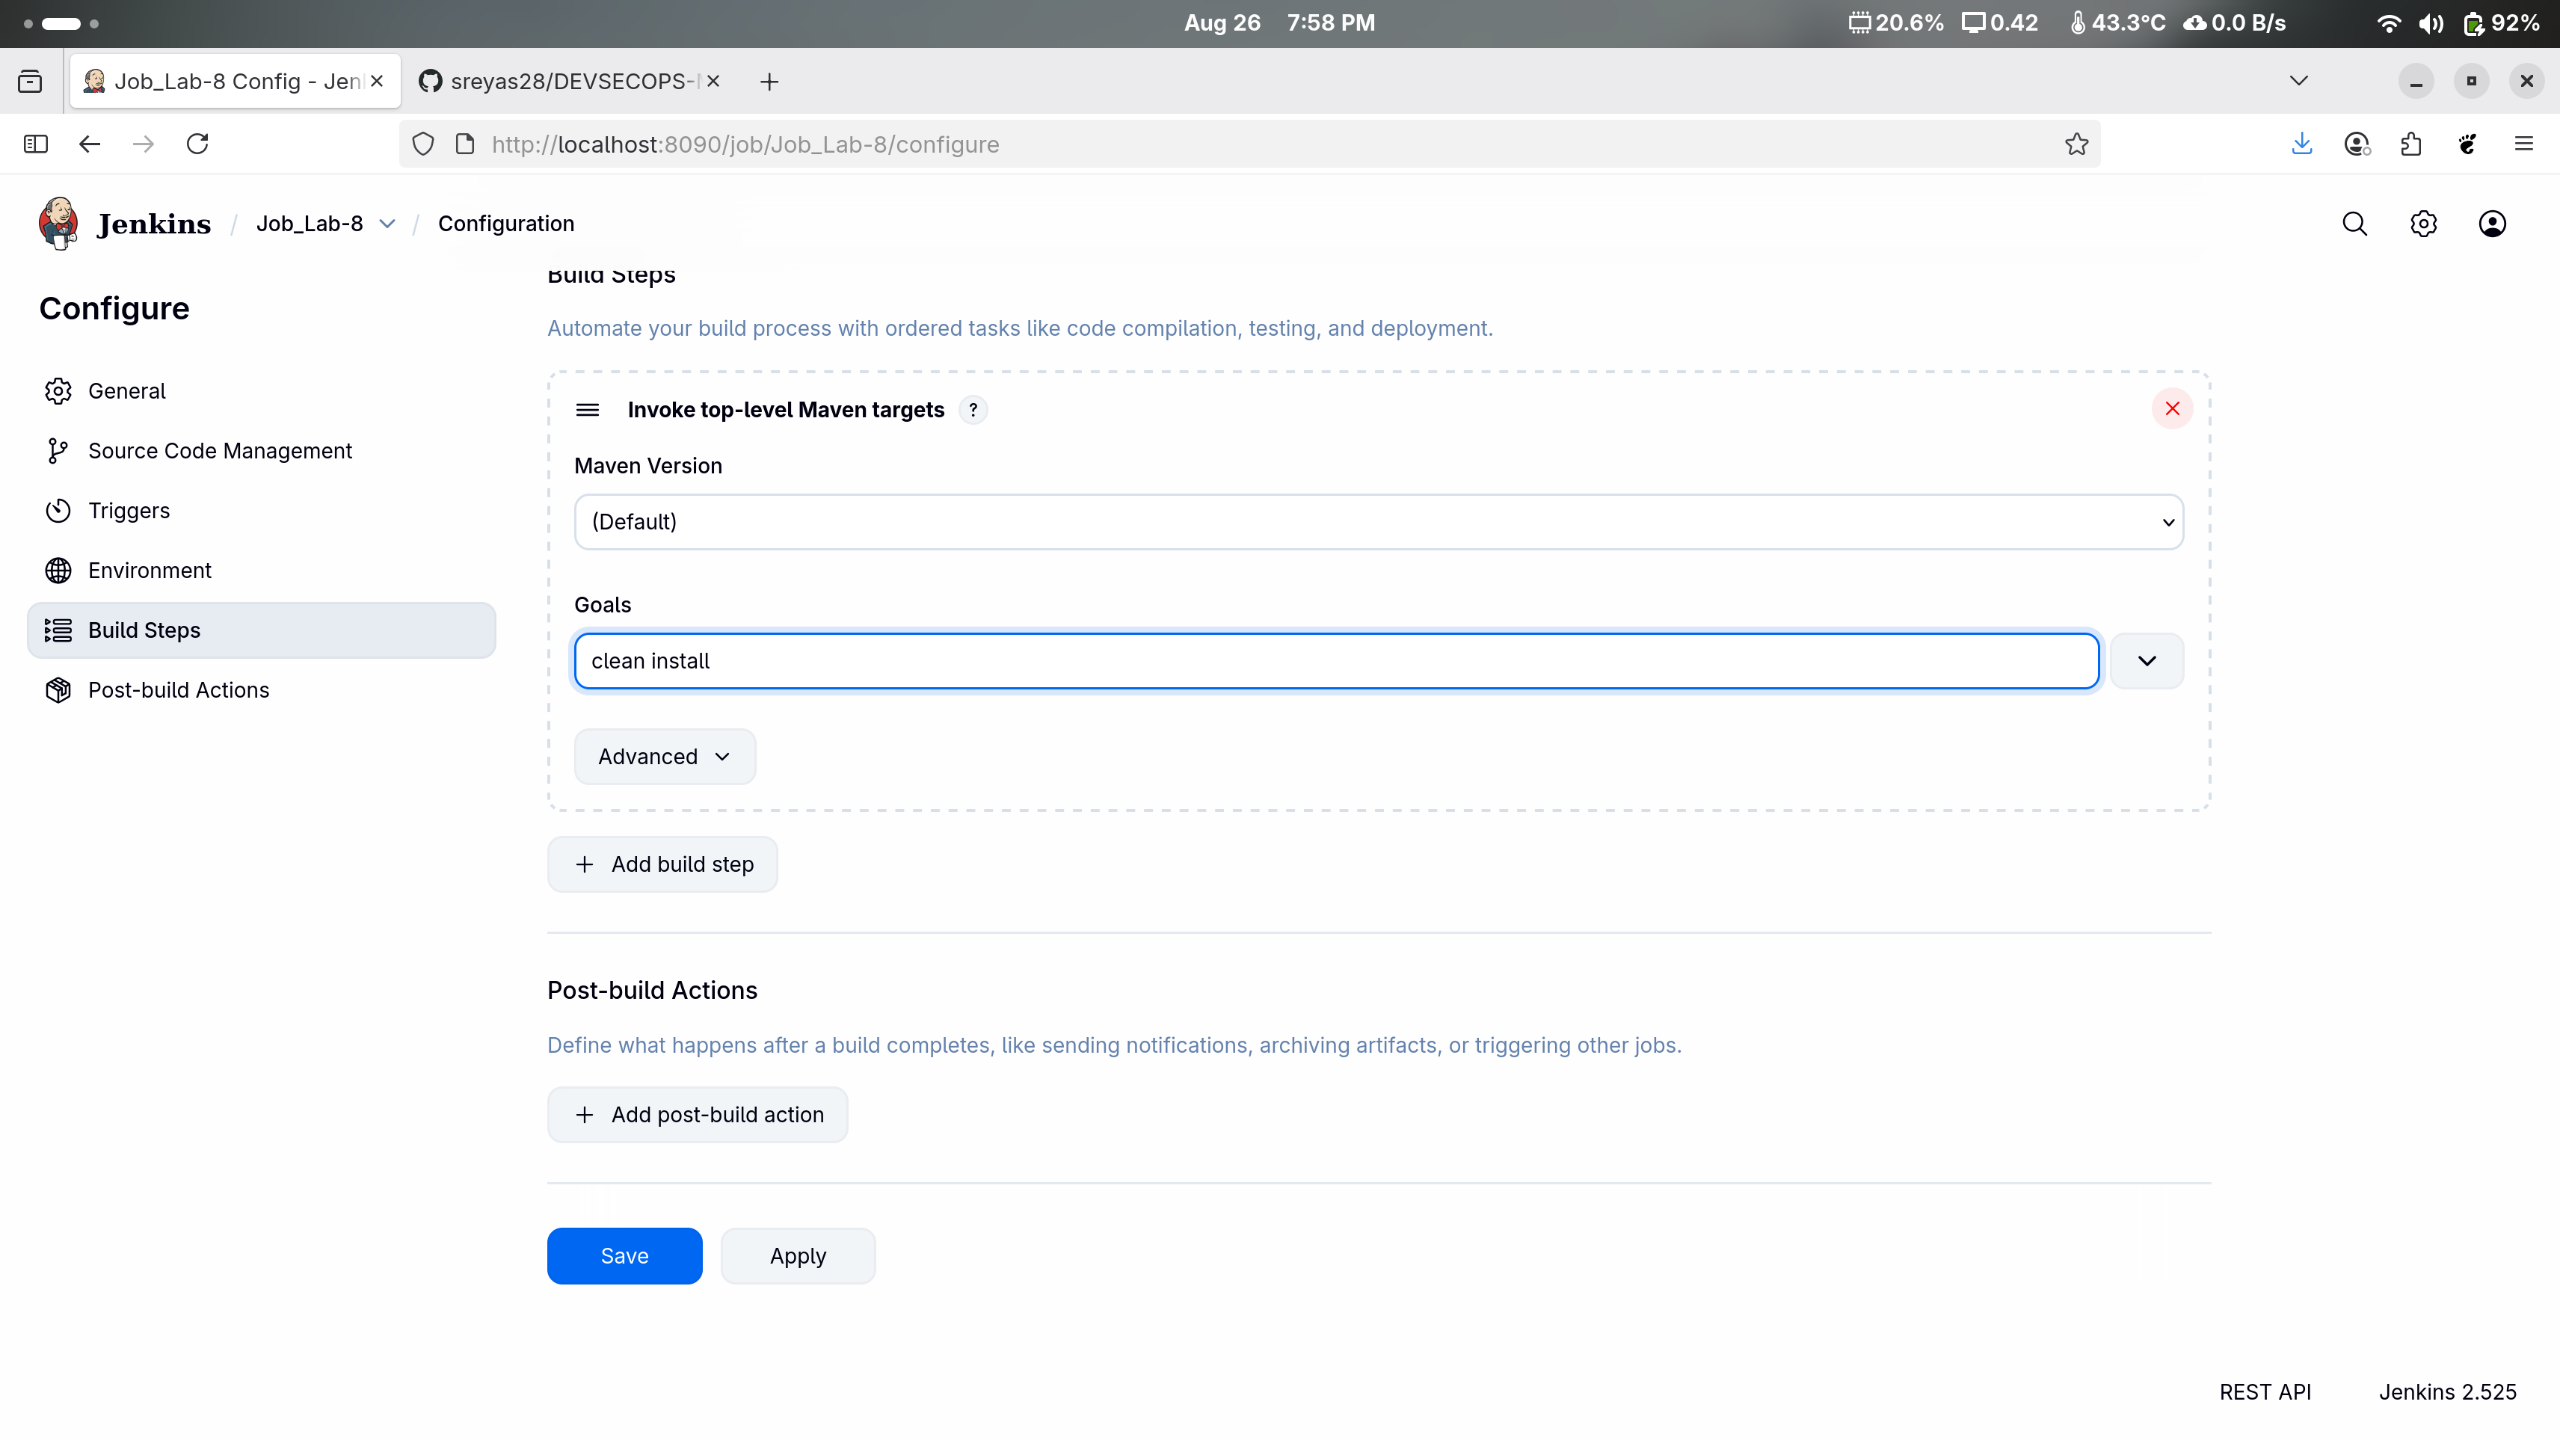 Aug 26 7:58 PM
20.6% 0.42 43.3°C 0.0 B/s 92%
Job_Lab-8 Config - Jen
sreyas28/DEVSECOPS-
http://localhost:8090/job/Job_Lab-8/configure
Jenkins / Job_Lab-8 / Configuration
Configure
General
Source Code Management
Triggers
Environment
Build Steps
Post-build Actions
Build Steps
Automate your build process with ordered tasks like code compilation, testing, and deployment.
Invoke top-level Maven targets ?
Maven Version
(Default)
Goals
clean install
Advanced
Add build step
Post-build Actions
Define what happens after a build completes, like sending notifications, archiving artifacts, or triggering other jobs.
Add post-build action
Save Apply
REST API Jenkins 2.525